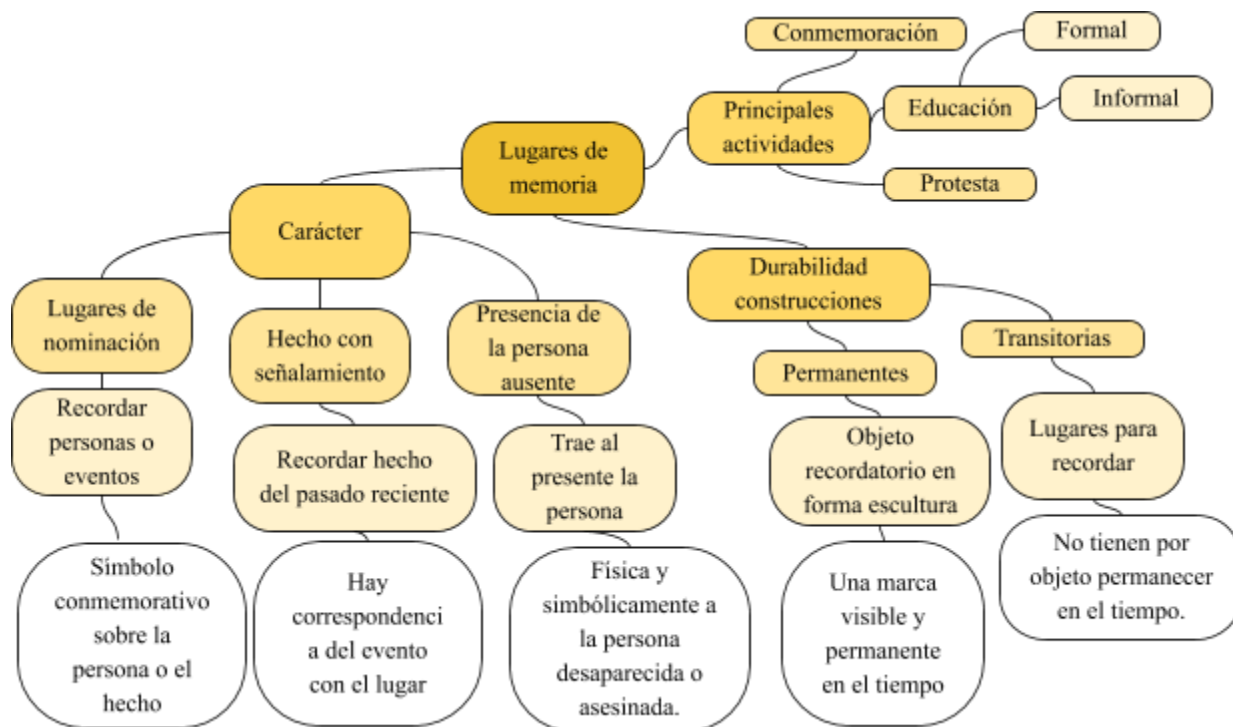 Conmemoración
Formal
Principales
actividades
Educación
Informal
Lugares de
memoria
Protesta
Carácter
Durabilidad
construcciones
Lugares de
nominación
Hecho con
señalamiento
Presencia de
la persona
ausente
Permanentes
Transitorias
Recordar
personas o
eventos
Recordar hecho
del pasado reciente
Trae al
presente la
persona
Objeto
recordatorio en
forma escultura
Lugares para
recordar
Símbolo
conmemorativo
sobre la
persona o el
hecho
Hay
correspondenci
a del evento
con el lugar
Física y
simbólicamente a
la persona
desaparecida o
asesinada.
Una marca
visible y
permanente
en el tiempo
No tienen por
objeto permanecer
en el tiempo.